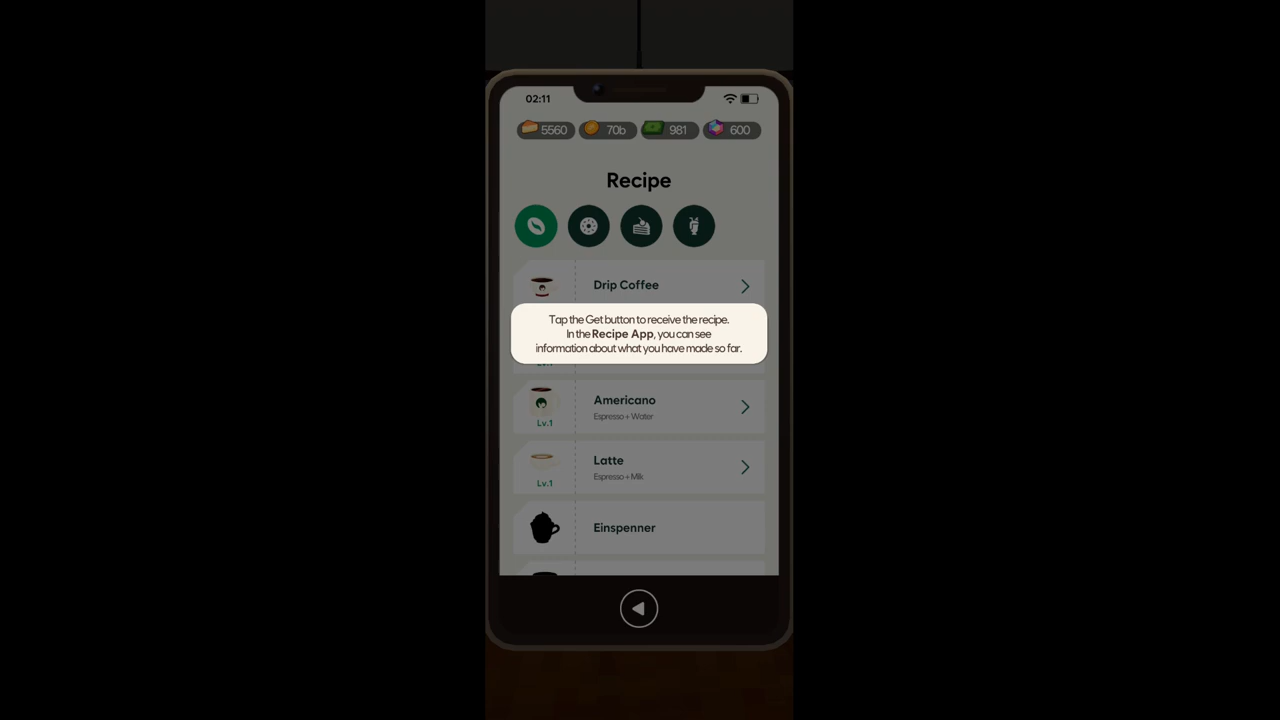 02:11
5560 70b 981 600
Recipe
Drip Coffee
Tap the Get button to receive the recipe.
In the Recipe App, you can see
information about what you have made so far.
Lv.1
Americano
Espresso + Water
Lv.1
Latte
Espresso + Milk
Lv.1
Einspenner